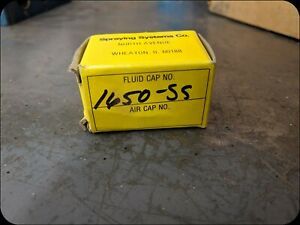 Spraying Systems Co.
NORTH AVENUE
WHEATON, IL 60188
FLUID CAP NO.
1650-SS
AIR CAP NO.